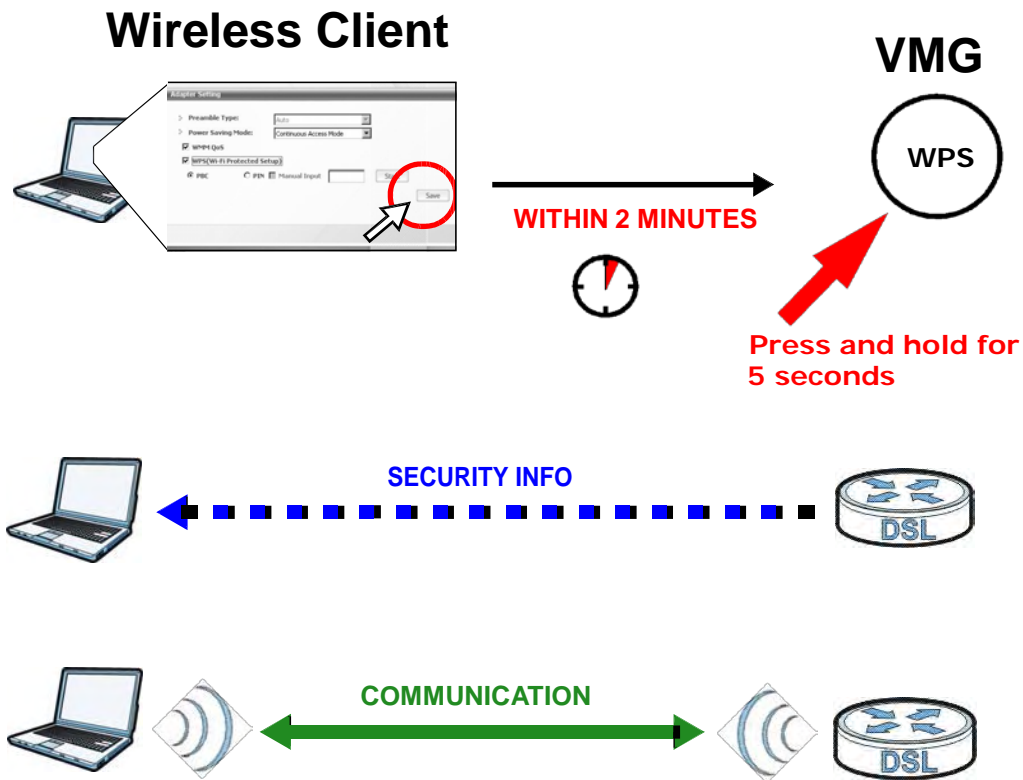 Wireless Client
VMG
Adapter Setting
> Preamble Type: Auto
> Power Saving Mode: Continuous Access Mode
WMM QoS
WPS(Wi-Fi Protected Setup)
PBC PIN Manual Input
Save
WPS
WITHIN 2 MINUTES
Press and hold for
5 seconds
SECURITY INFO
DSL
COMMUNICATION
DSL